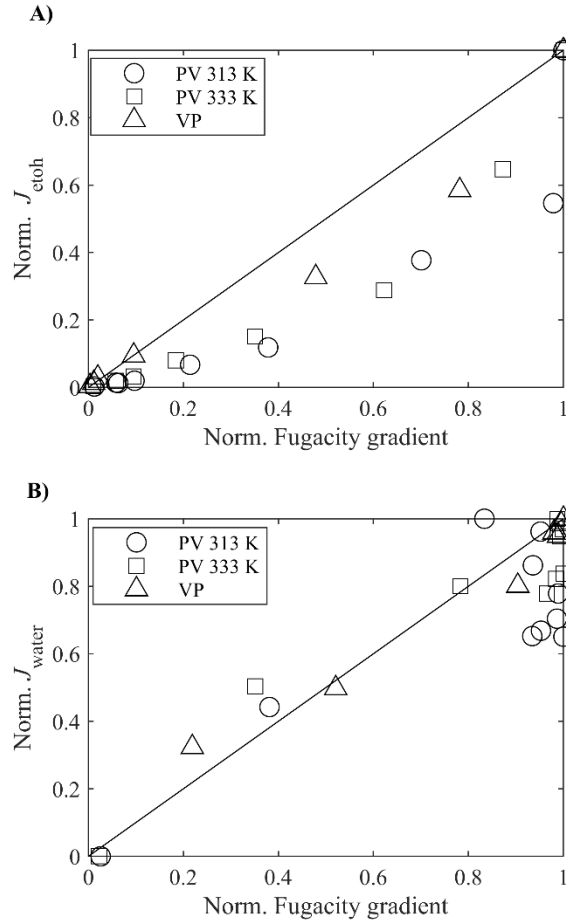 A)
1
0.8
0.6
0.4
0.2
0
Norm. J_etoh
PV 313 K
PV 333 K
VP
0 0.2 0.4 0.6 0.8 1
Norm. Fugacity gradient
B)
1
0.8
0.6
0.4
0.2
0
Norm. J_water
PV 313 K
PV 333 K
VP
0 0.2 0.4 0.6 0.8 1
Norm. Fugacity gradient